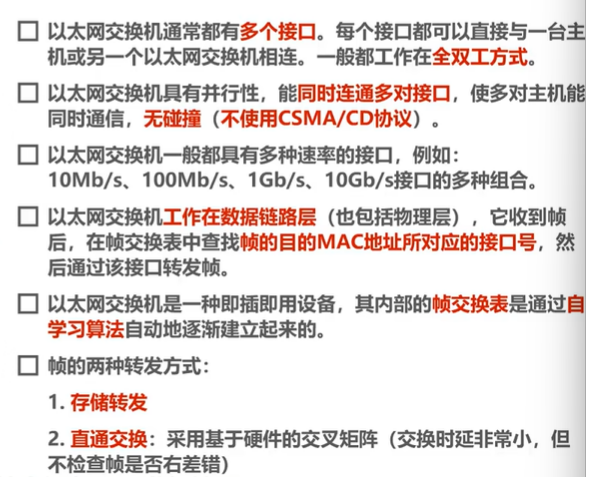 以太网交换机通常都有多个接口。每个接口都可以直接与一台主
机或另一个以太网交换机相连。一般都工作在全双工方式。
以太网交换机具有并行性，能同时连通多对接口，使多对主机能
同时通信，无碰撞（不使用CSMA/CD协议）。
以太网交换机一般都具有多种速率的接口，例如：
10Mb/s、100Mb/s、1Gb/s、10Gb/s接口的多种组合。
以太网交换机工作在数据链路层（也包括物理层），它收到帧
后，在帧交换表中查找帧的目的MAC地址所对应的接口号，然
后通过该接口转发帧。
以太网交换机是一种即插即用设备，其内部的帧交换表是通过自
学习算法自动地逐渐建立起来的。
帧的两种转发方式：
1. 存储转发
2. 直通交换：采用基于硬件的交叉矩阵（交换时延非常小，但
不检查帧是否右差错）